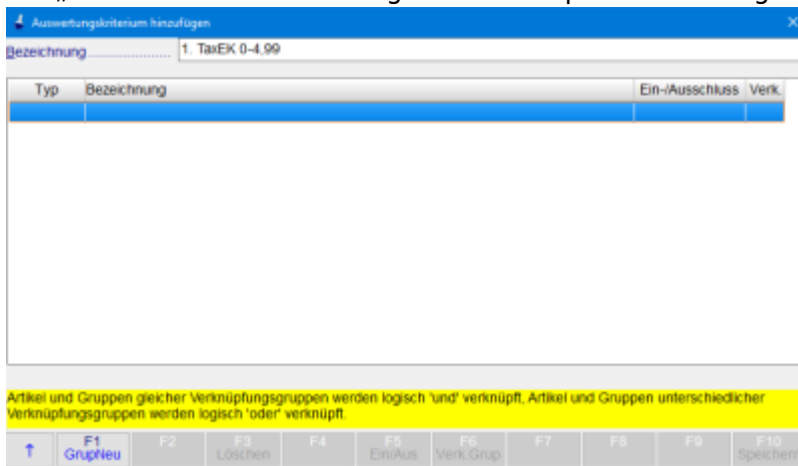 Auswertungskriterium hinzufügen
Bezeichnung.................... 1. TaxEK 0-4,99
Typ Bezeichnung Ein-/Ausschluss Verk.
Artikel und Gruppen gleicher Verknüpfungsgruppen werden logisch 'und' verknüpft, Artikel und Gruppen unterschiedlicher
Verknüpfungsgruppen werden logisch 'oder' verknüpft.
F1 F2 F3 F4 F5 F6 F7 F8 F9 F10
GrupNeu Löschen Ein/Aus Verk.Grup Speichern